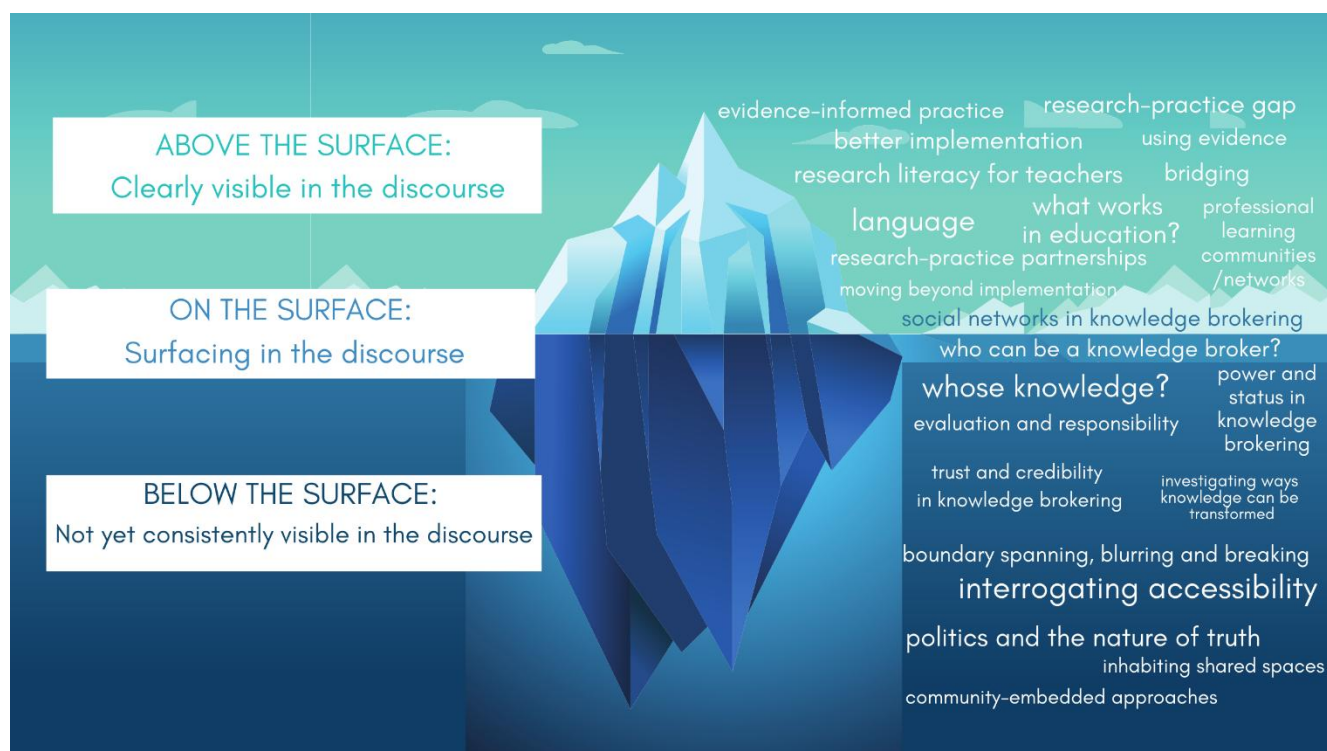 ABOVE THE SURFACE:
Clearly visible in the discourse
ON THE SURFACE:
Surfacing in the discourse
BELOW THE SURFACE:
Not yet consistently visible in the discourse
evidence-informed practice
research-practice gap
better implementation
using evidence
research literacy for teachers
bridging
language
what works
in education?
professional
learning
communities
/networks
research-practice partnerships
moving beyond implementation
social networks in knowledge brokering
who can be a knowledge broker?
whose knowledge?
power and
status in
knowledge
brokering
evaluation and responsibility
trust and credibility
in knowledge brokering
investigating ways
knowledge can be
transformed
boundary spanning, blurring and breaking
interrogating accessibility
politics and the nature of truth
inhabiting shared spaces
community-embedded approaches